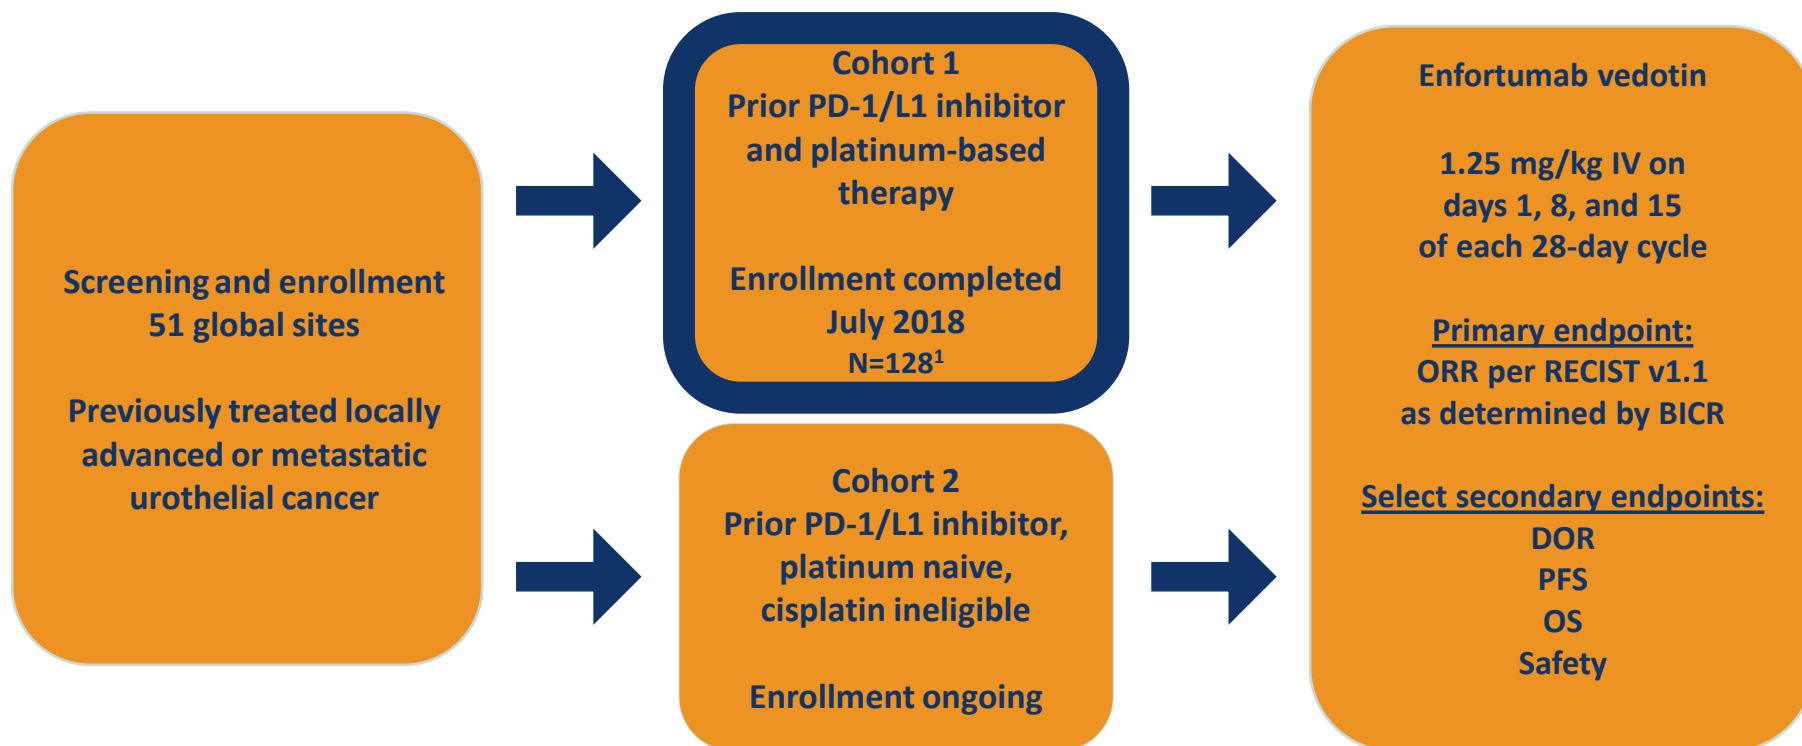 Screening and enrollment
51 global sites
Previously treated locally
advanced or metastatic
urothelial cancer
Cohort 1
Prior PD-1/L1 inhibitor
and platinum-based
therapy
Enrollment completed
July 2018
N=128¹
Cohort 2
Prior PD-1/L1 inhibitor,
platinum naive,
cisplatin ineligible
Enrollment ongoing
Enfortumab vedotin
1.25 mg/kg IV on
days 1, 8, and 15
of each 28-day cycle
Primary endpoint:
ORR per RECIST v1.1
as determined by BICR
Select secondary endpoints:
DOR
PFS
OS
Safety